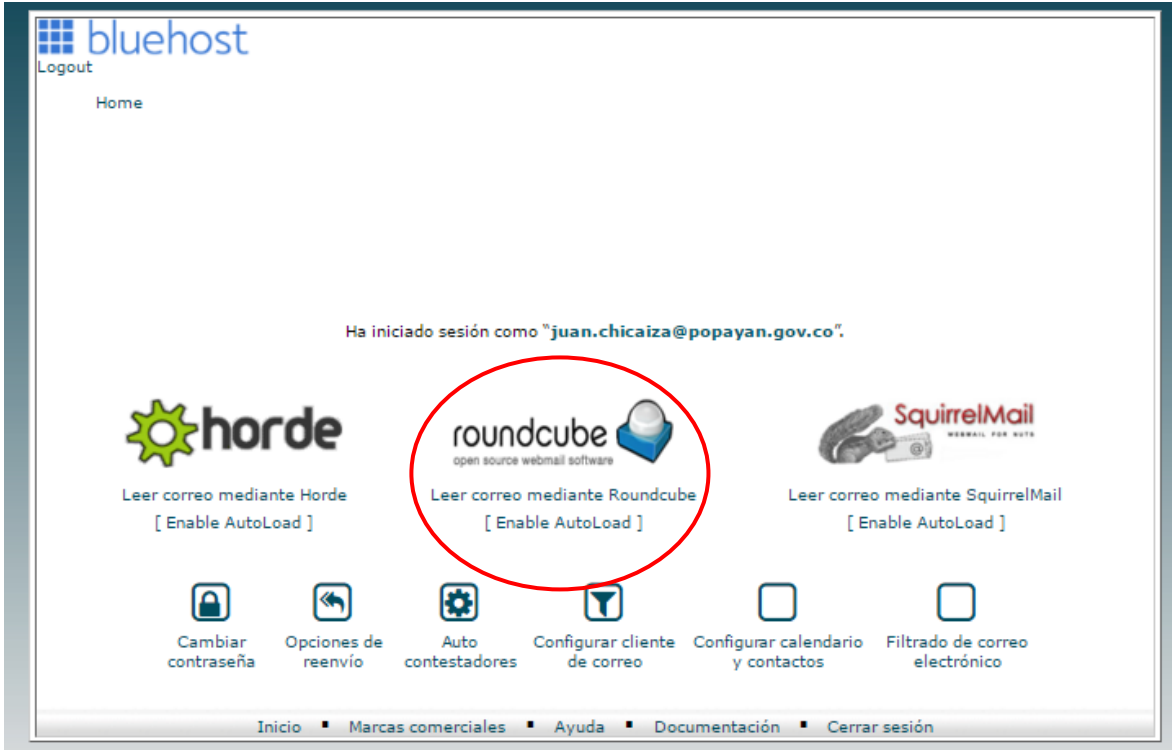 bluehost
Logout
Home
Ha iniciado sesión como "juan.chicaiza@popayan.gov.co".
horde
roundcube
open source webmail software
SquirrelMail
WEBMAIL FOR NUTS
Leer correo mediante Horde
Leer correo mediante Roundcube
Leer correo mediante SquirrelMail
[ Enable AutoLoad ]
[ Enable AutoLoad ]
[ Enable AutoLoad ]
Cambiar
contraseña
Opciones de
reenvío
Auto
contestadores
Configurar cliente
de correo
Configurar calendario
y contactos
Filtrado de correo
electrónico
Inicio ▪ Marcas comerciales ▪ Ayuda ▪ Documentación ▪ Cerrar sesión